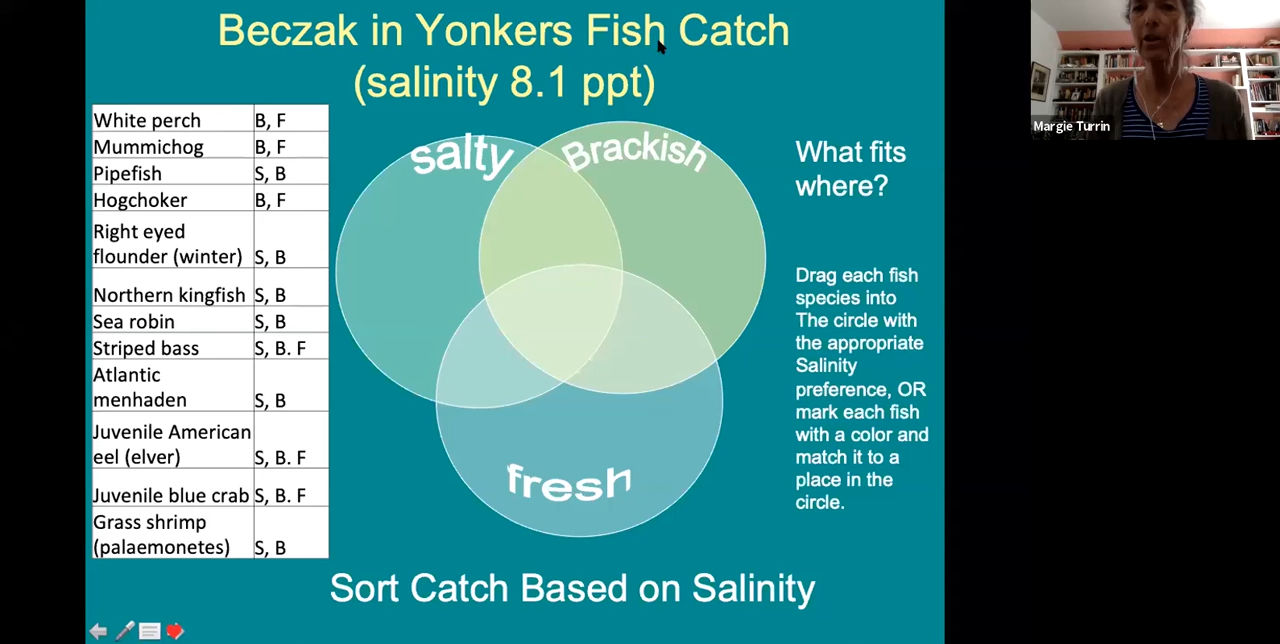 Beczak in Yonkers Fish Catch
(salinity 8.1 ppt)
White perch B, F
Mummichog B, F
Pipefish S, B
Hogchoker B, F
Right eyed
flounder (winter) S, B
Northern kingfish S, B
Sea robin S, B
Striped bass S, B. F
Atlantic
menhaden S, B
Juvenile American
eel (elver) S, B. F
Juvenile blue crab S, B. F
Grass shrimp
(palaemonetes) S, B
salty
Brackish
fresh
What fits
where?
Drag each fish
species into
The circle with
the appropriate
Salinity
preference, OR
mark each fish
with a color and
match it to a
place in the
circle.
Sort Catch Based on Salinity
Margie Turrin